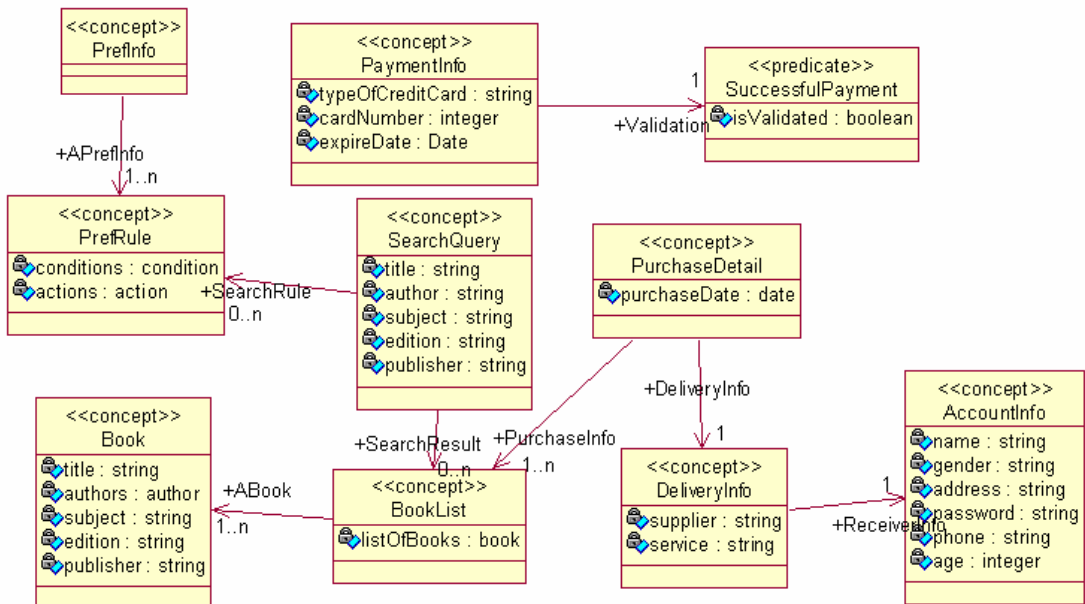 <<concept>>
PrefInfo
+APrefInfo
1..n
<<concept>>
PaymentInfo
typeOfCreditCard : string
cardNumber : integer
expireDate : Date
1
+Validation
<<predicate>>
SuccessfulPayment
isValidated : boolean
<<concept>>
PrefRule
conditions : condition
actions : action
+SearchRule
0..n
<<concept>>
SearchQuery
title : string
author : string
subject : string
edition : string
publisher : string
<<concept>>
PurchaseDetail
purchaseDate : date
+SearchResult
0..n
+PurchaseInfo
1..n
+DeliveryInfo
1
<<concept>>
Book
title : string
authors : author
subject : string
edition : string
publisher : string
+ABook
1..n
<<concept>>
BookList
listOfBooks : book
<<concept>>
DeliveryInfo
supplier : string
service : string
1
+ReceiverInfo
<<concept>>
AccountInfo
name : string
gender : string
address : string
password : string
phone : string
age : integer